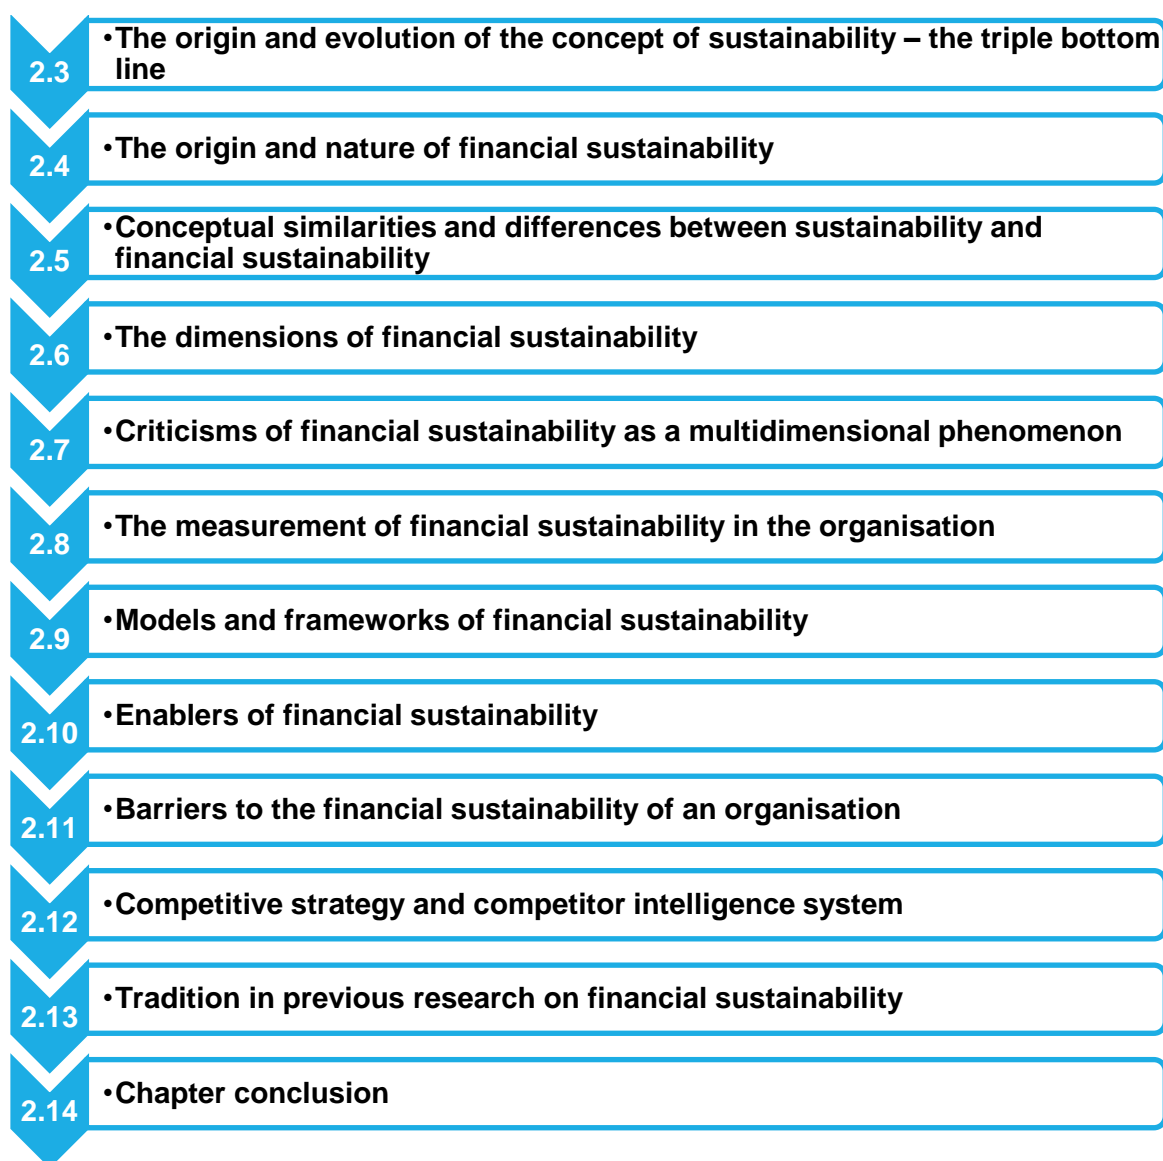 2.3
•The origin and evolution of the concept of sustainability – the triple bottom
line
2.4
•The origin and nature of financial sustainability
2.5
•Conceptual similarities and differences between sustainability and
financial sustainability
2.6
•The dimensions of financial sustainability
2.7
•Criticisms of financial sustainability as a multidimensional phenomenon
2.8
•The measurement of financial sustainability in the organisation
2.9
•Models and frameworks of financial sustainability
2.10
•Enablers of financial sustainability
2.11
•Barriers to the financial sustainability of an organisation
2.12
•Competitive strategy and competitor intelligence system
2.13
•Tradition in previous research on financial sustainability
2.14
•Chapter conclusion